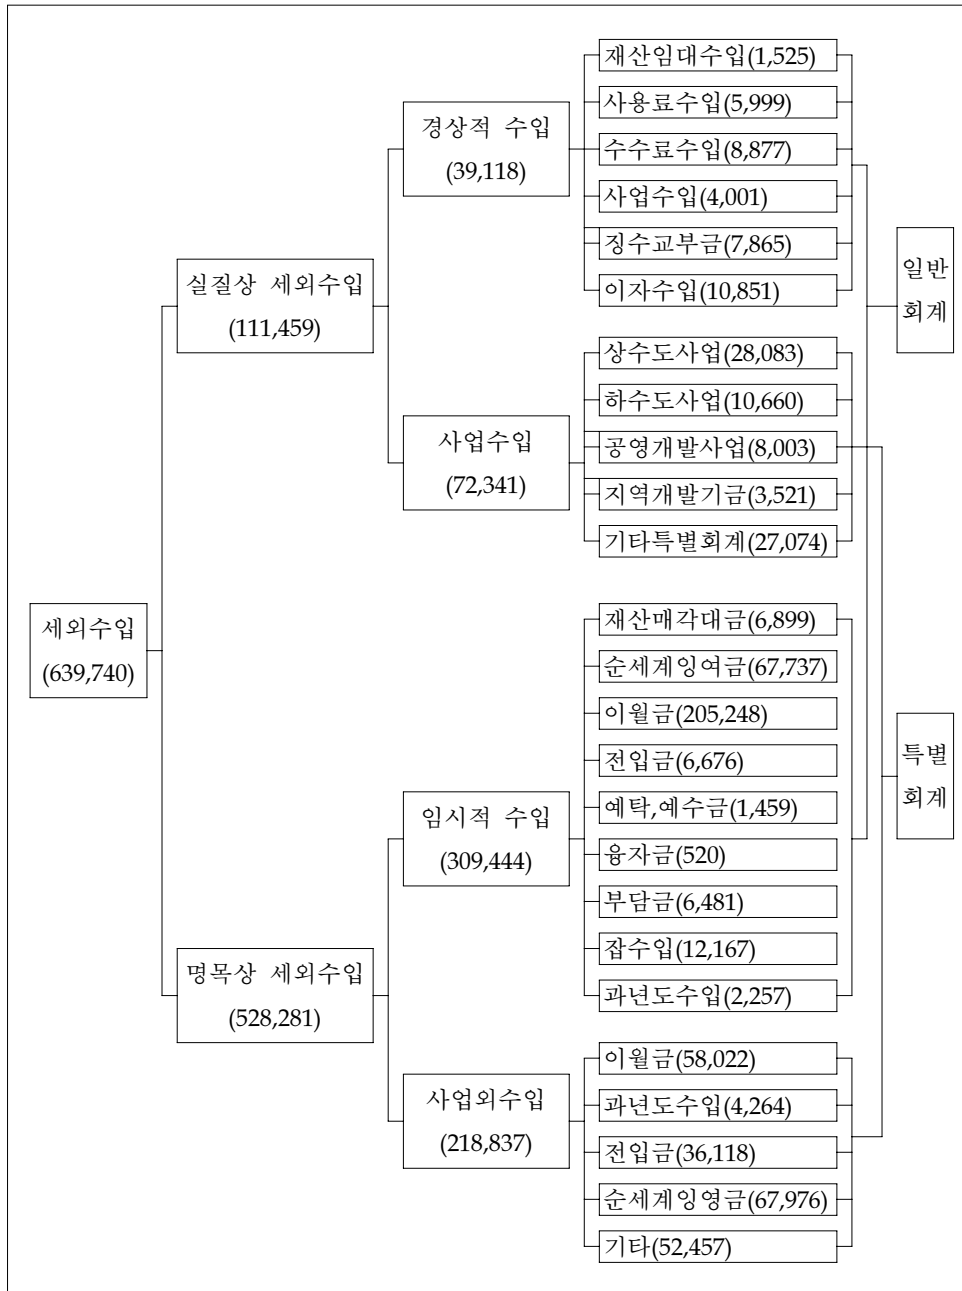 세외수입
(639,740)
실질상 세외수입
(111,459)
경상적 수입
(39,118)
재산임대수입(1,525)
사용료수입(5,999)
수수료수입(8,877)
사업수입(4,001)
징수교부금(7,865)
이자수입(10,851)
사업수입
(72,341)
상수도사업(28,083)
하수도사업(10,660)
공영개발사업(8,003)
지역개발기금(3,521)
기타특별회계(27,074)
명목상 세외수입
(528,281)
임시적 수입
(309,444)
재산매각대금(6,899)
순세계잉여금(67,737)
이월금(205,248)
전입금(6,676)
예탁,예수금(1,459)
융자금(520)
부담금(6,481)
잡수입(12,167)
과년도수입(2,257)
사업외수입
(218,837)
이월금(58,022)
과년도수입(4,264)
전입금(36,118)
순세계잉영금(67,976)
기타(52,457)
일반
회계
특별
회계